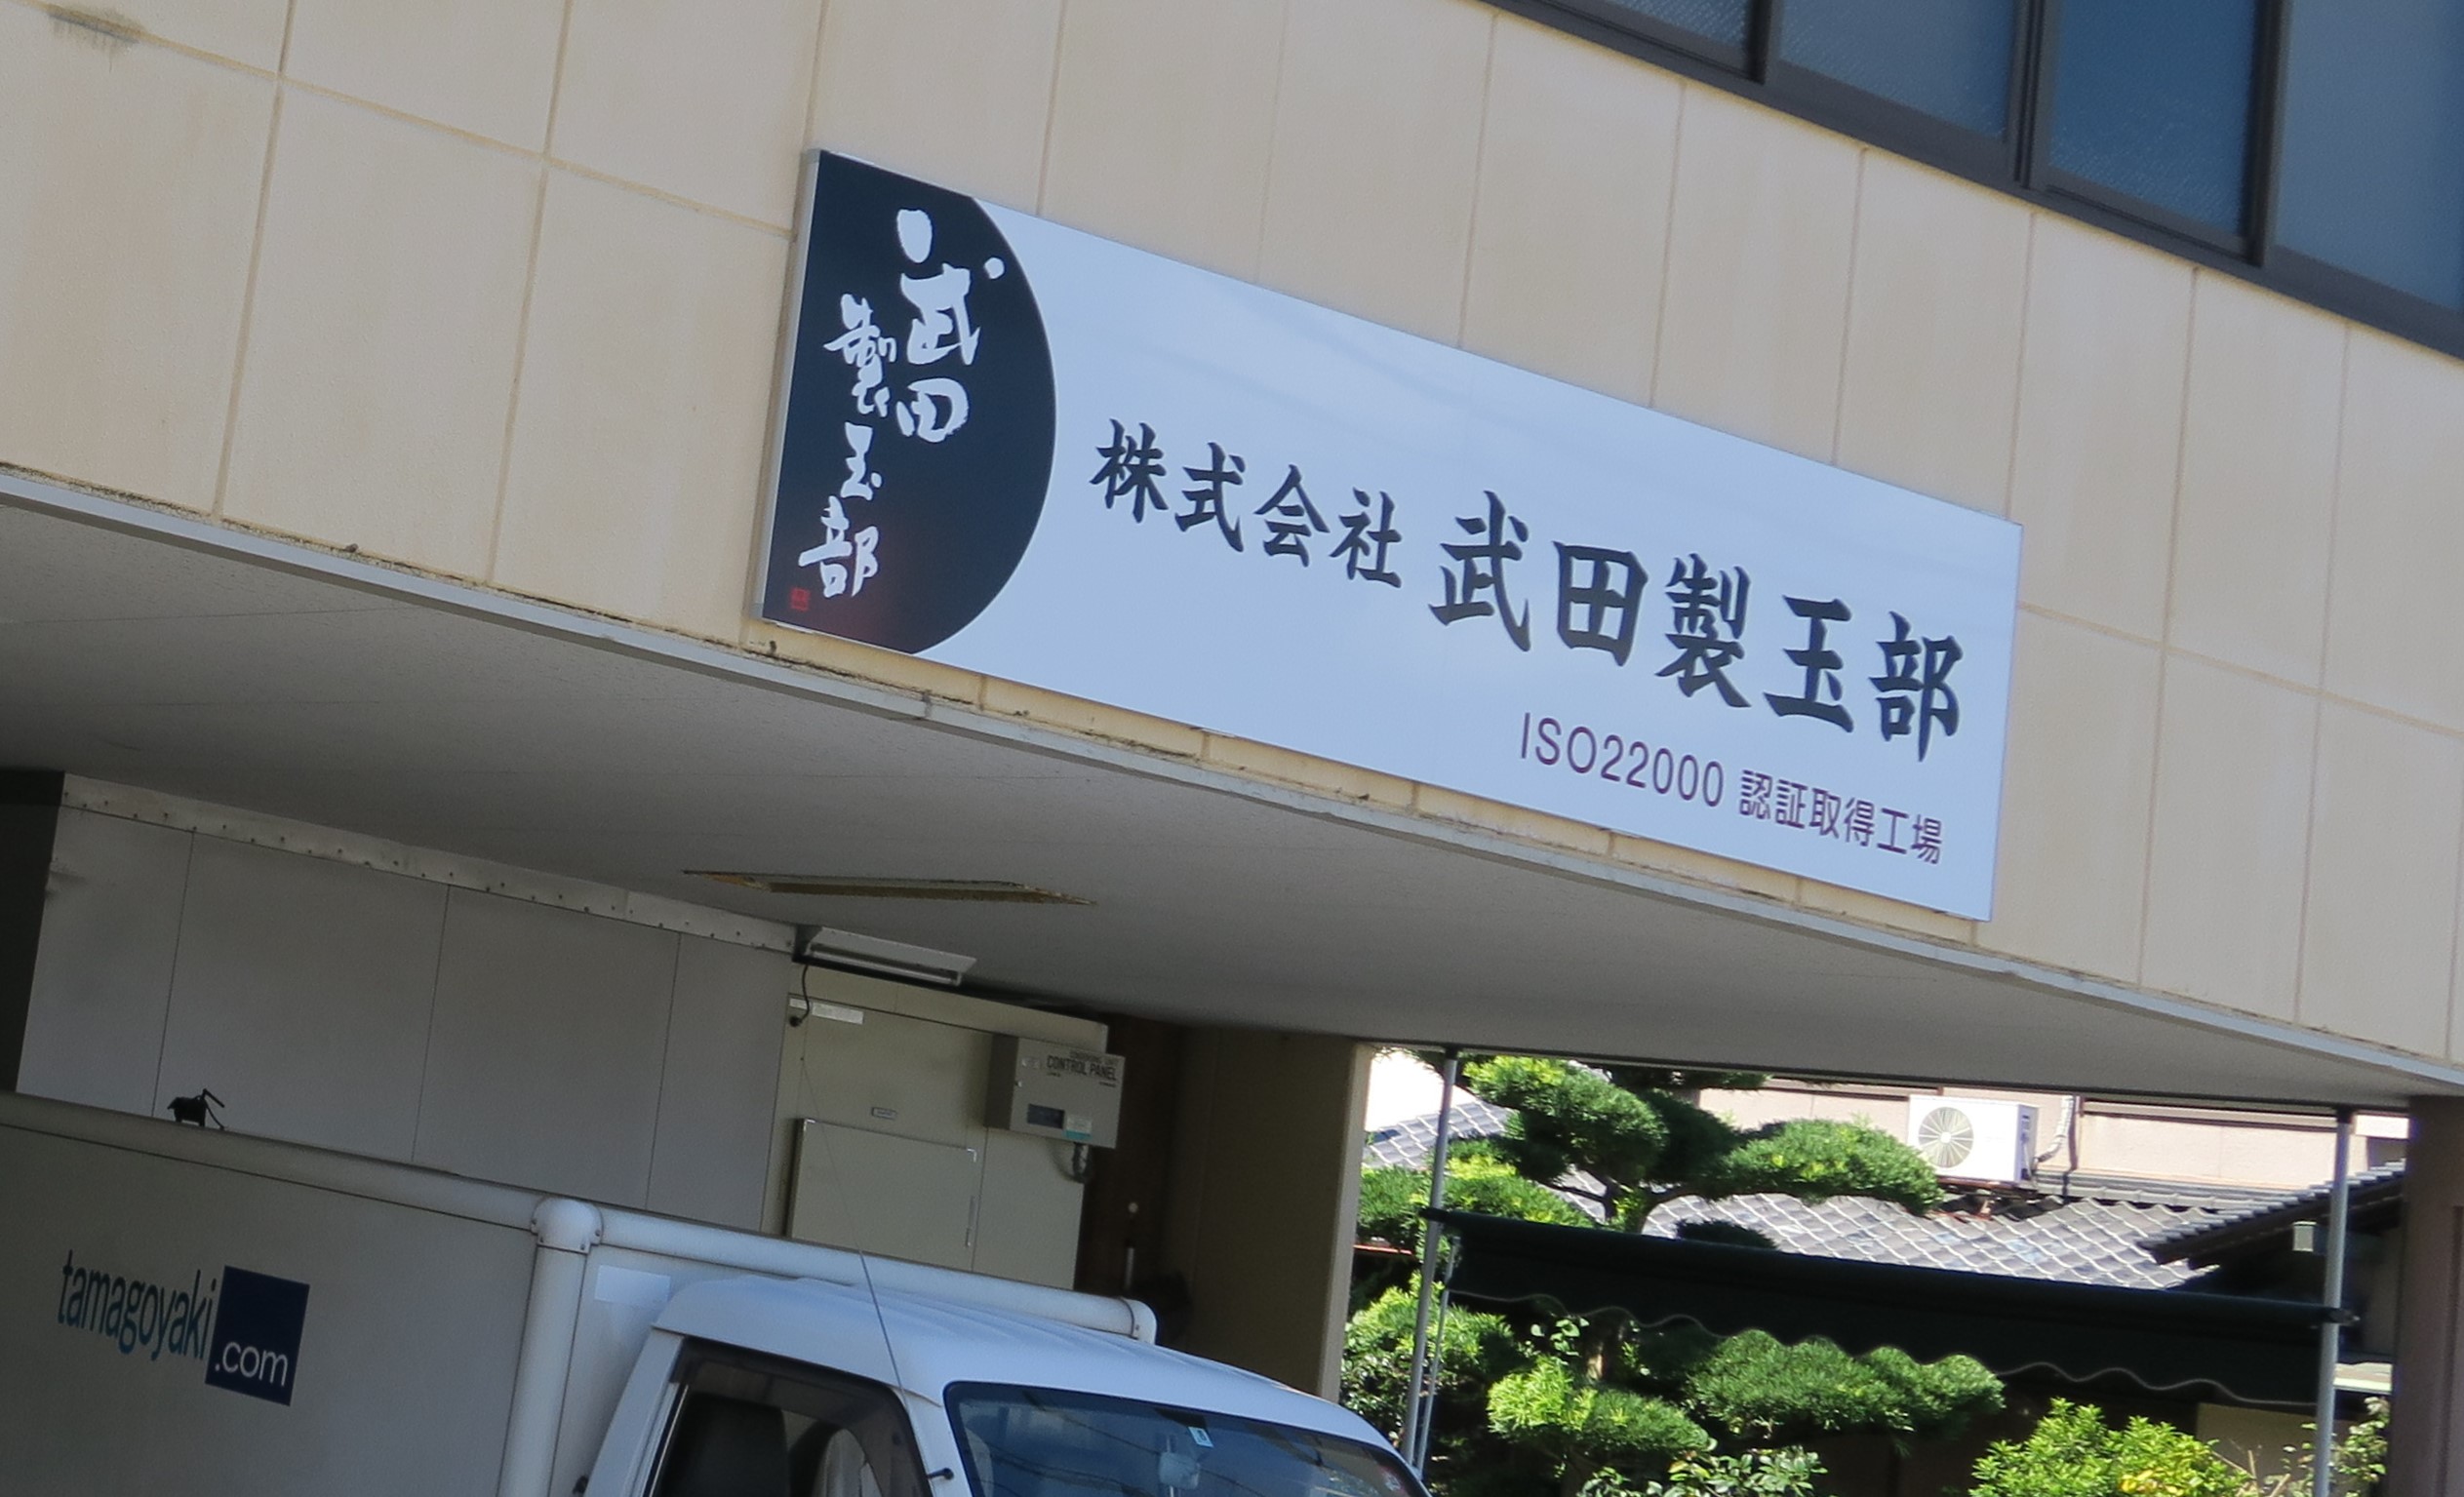 武田
製玉部
株式会社 武田製玉部
ISO22000 認証取得工場
CONTROL PANEL
tamagoyaki
.com